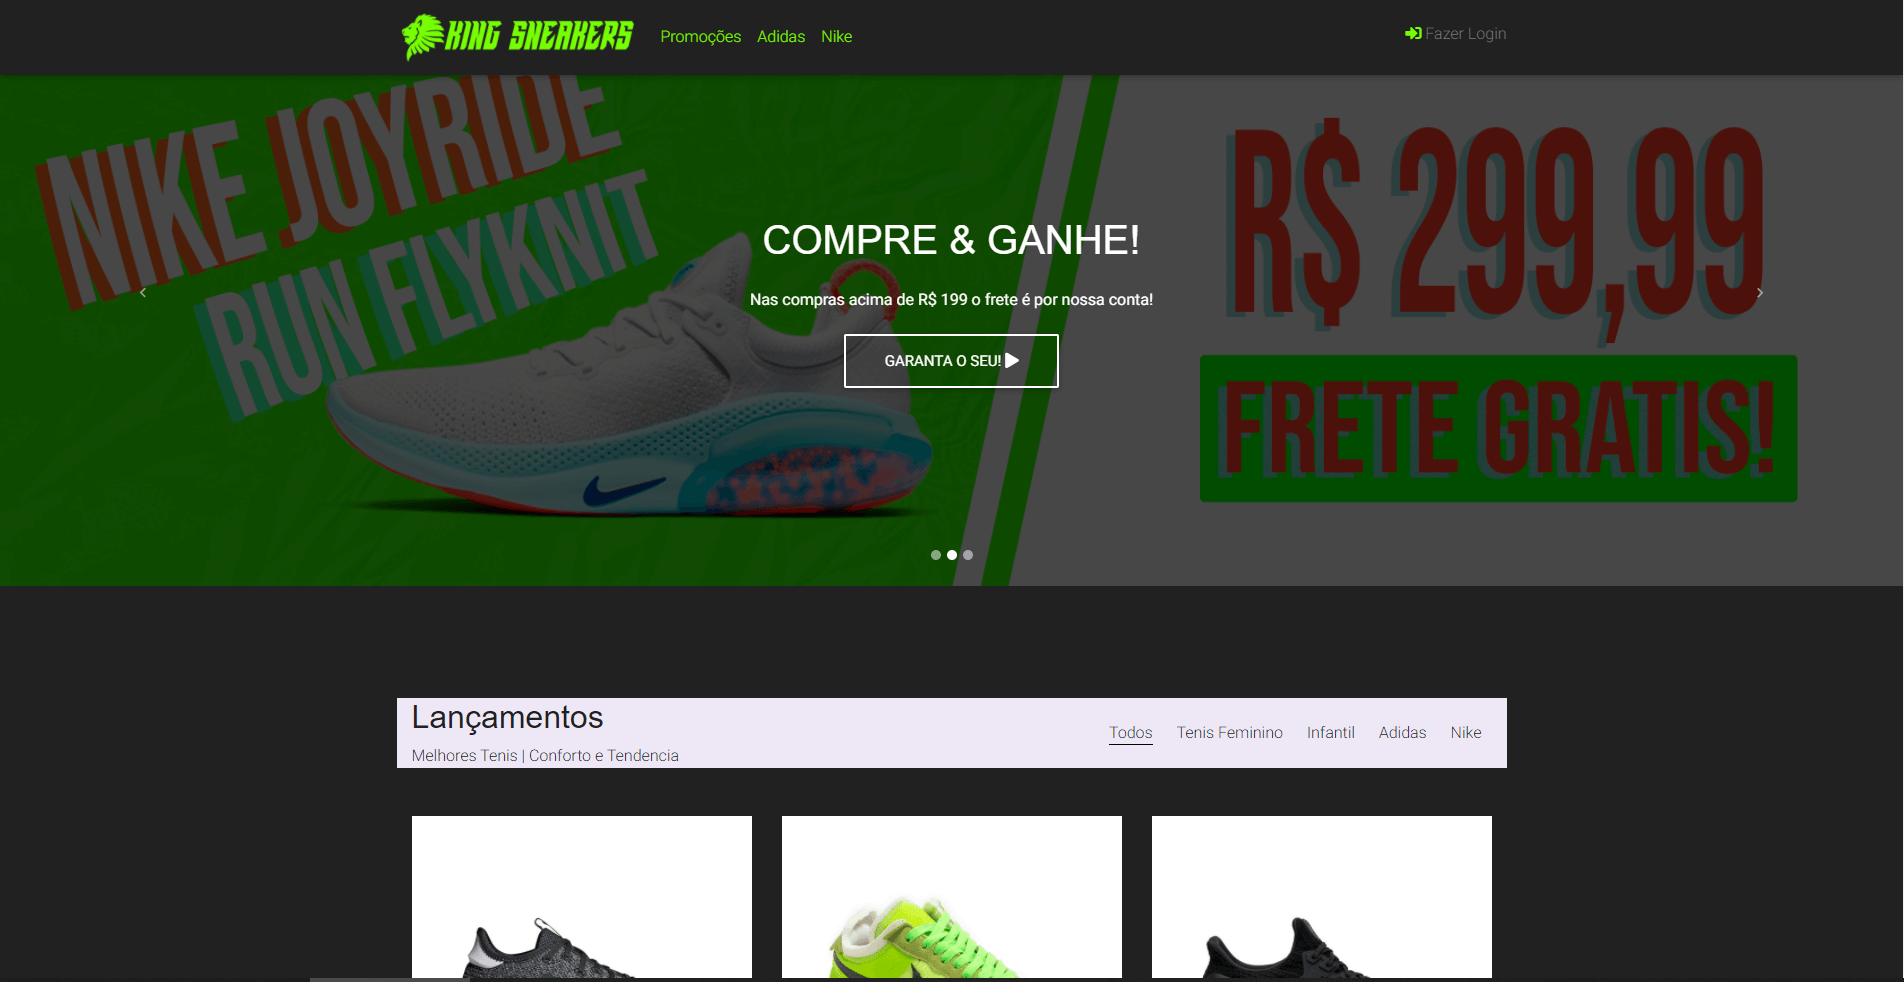 KING SNEAKERS
Promoções Adidas Nike
Fazer Login
NIKE JOYRIDE
RUN FLYKNIT
R$ 299,99
FRETE GRATIS!
COMPRE & GANHE!
Nas compras acima de R$ 199 o frete é por nossa conta!
GARANTA O SEU!
Lançamentos
Melhores Tenis | Conforto e Tendencia
Todos Tenis Feminino Infantil Adidas Nike